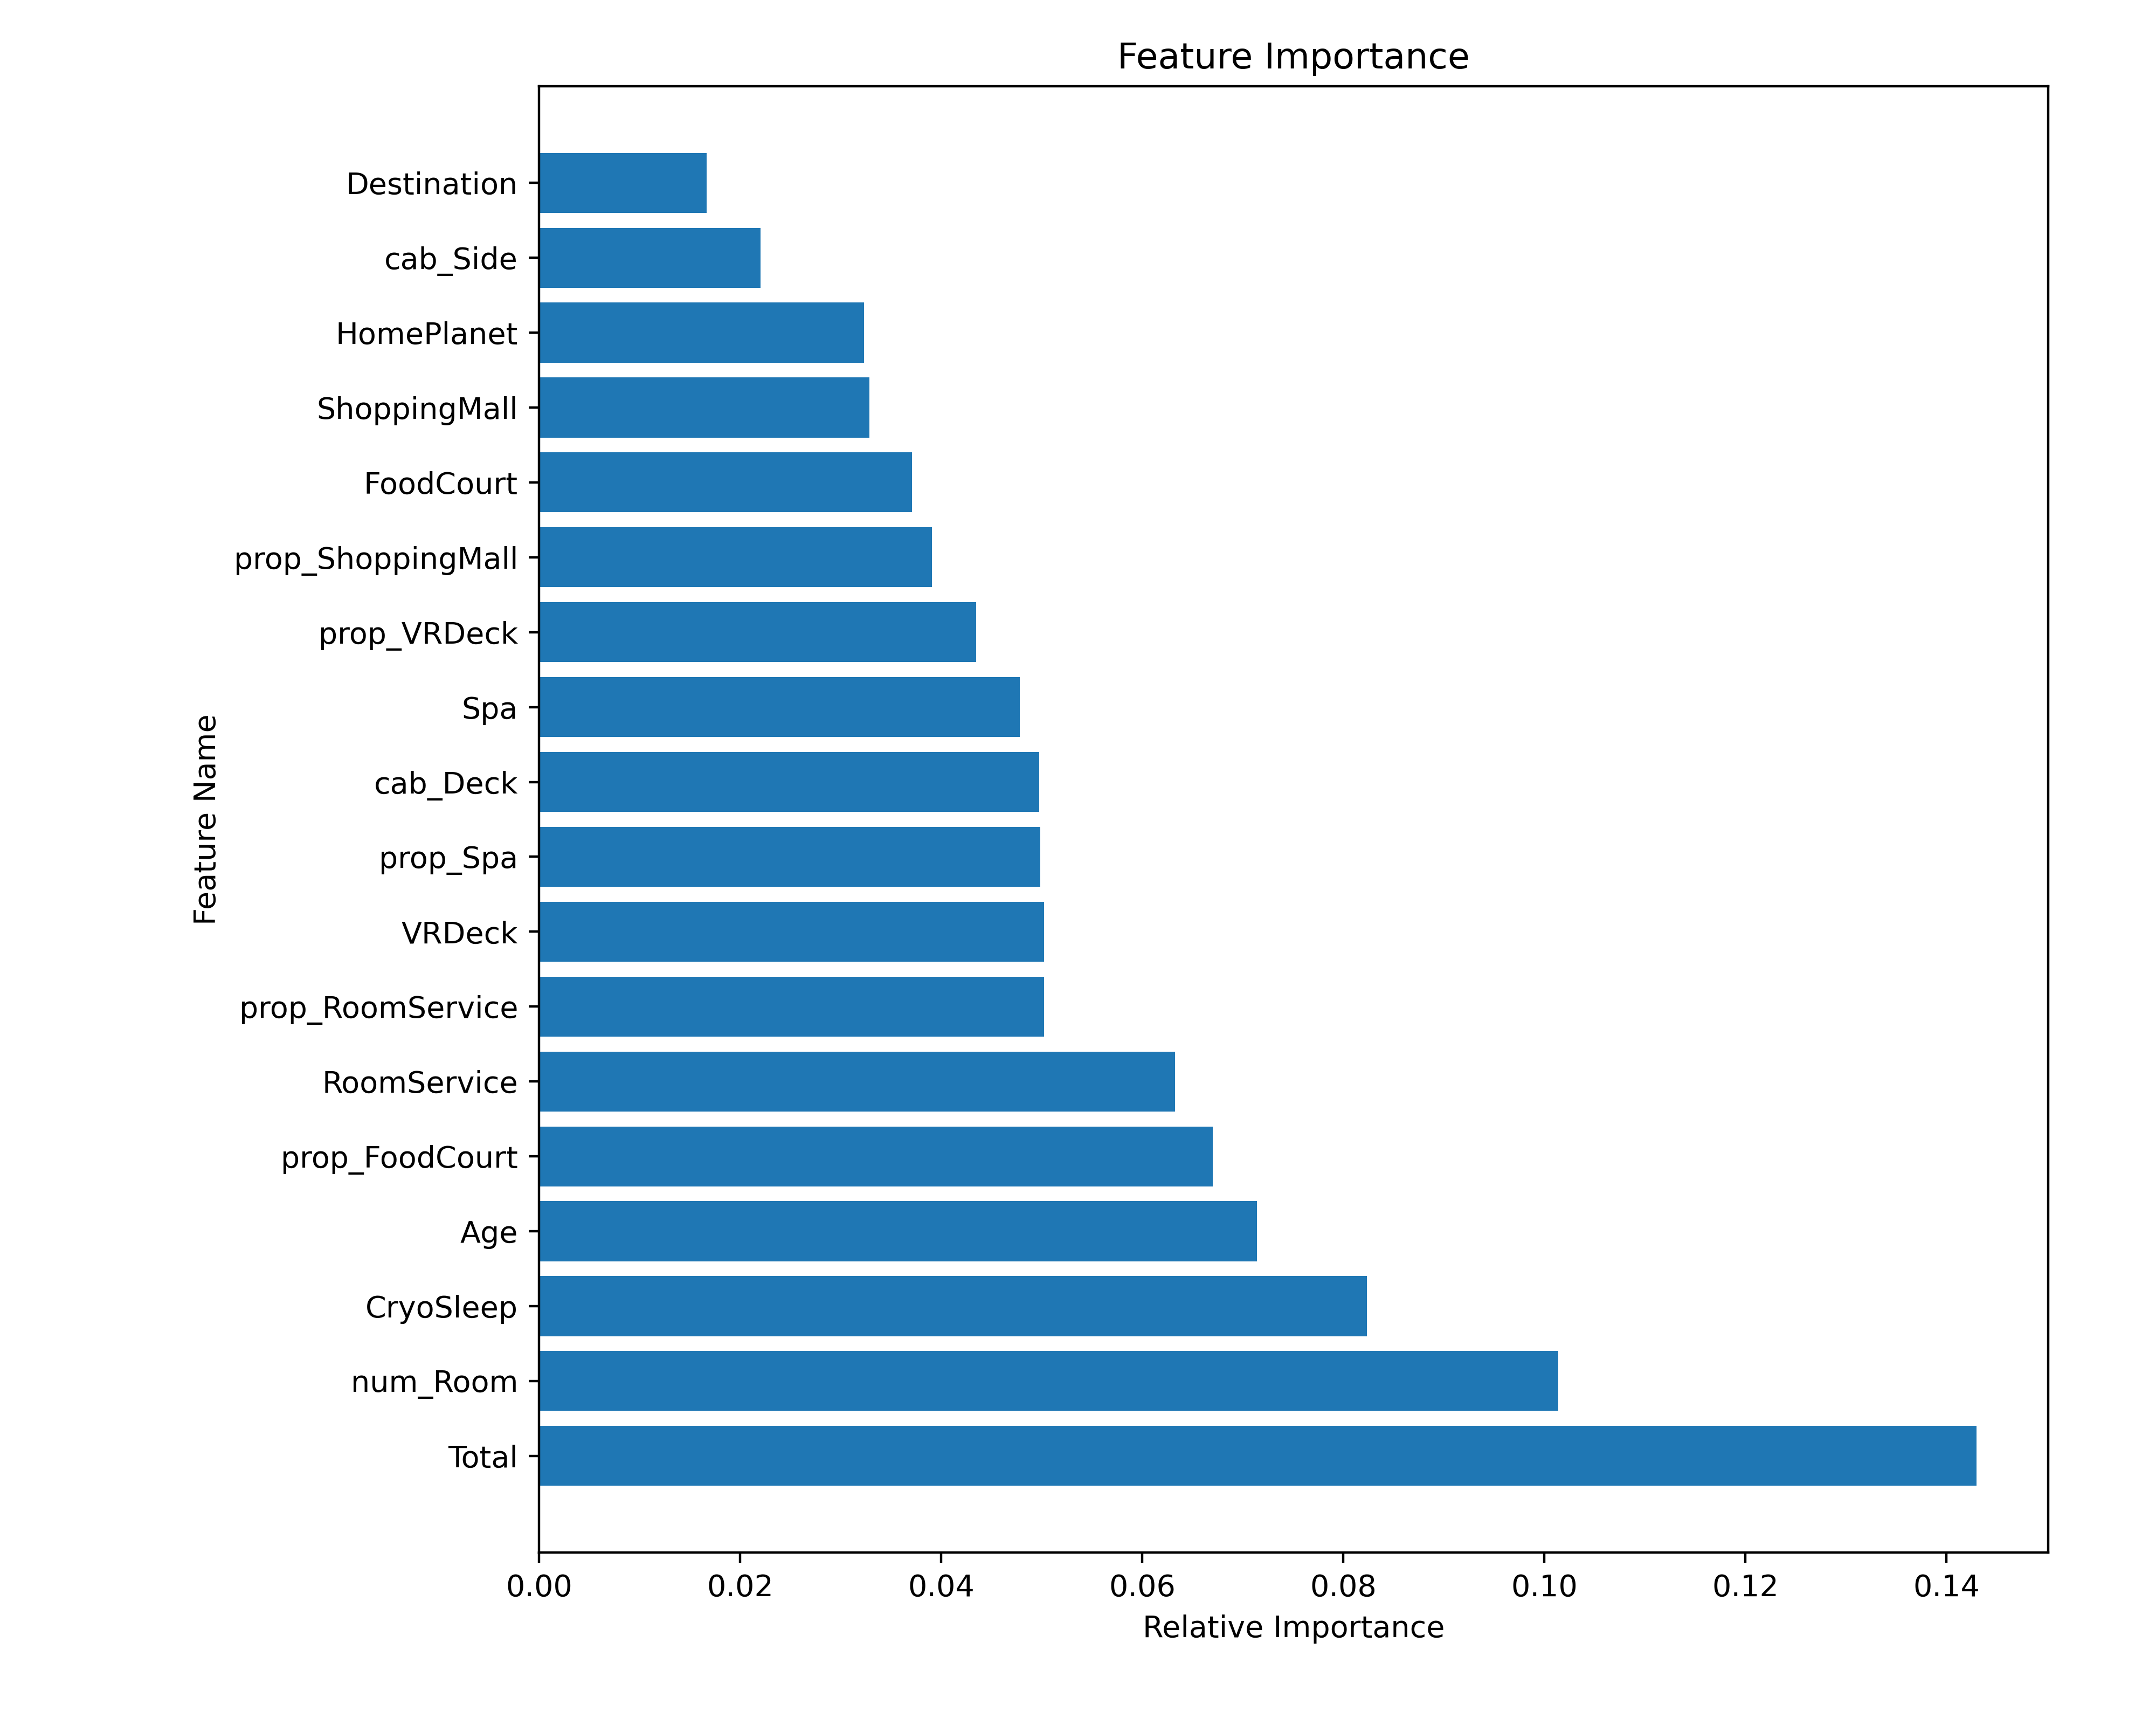 Feature Importance
Feature Name
Destination
cab_Side
HomePlanet
ShoppingMall
FoodCourt
prop_ShoppingMall
prop_VRDeck
Spa
cab_Deck
prop_Spa
VRDeck
prop_RoomService
RoomService
prop_FoodCourt
Age
CryoSleep
num_Room
Total
0.00 0.02 0.04 0.06 0.08 0.10 0.12 0.14
Relative Importance